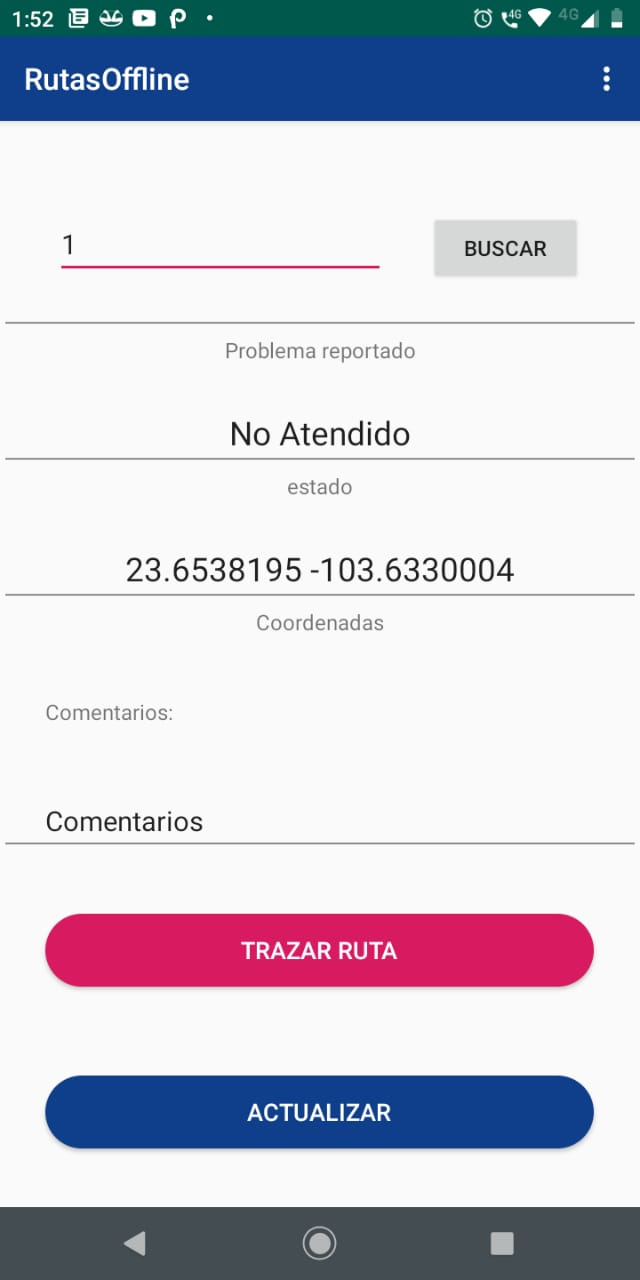 1:52 4G 4G
RutasOffline
1 BUSCAR
Problema reportado
No Atendido
estado
23.6538195 -103.6330004
Coordenadas
Comentarios:
Comentarios
TRAZAR RUTA
ACTUALIZAR